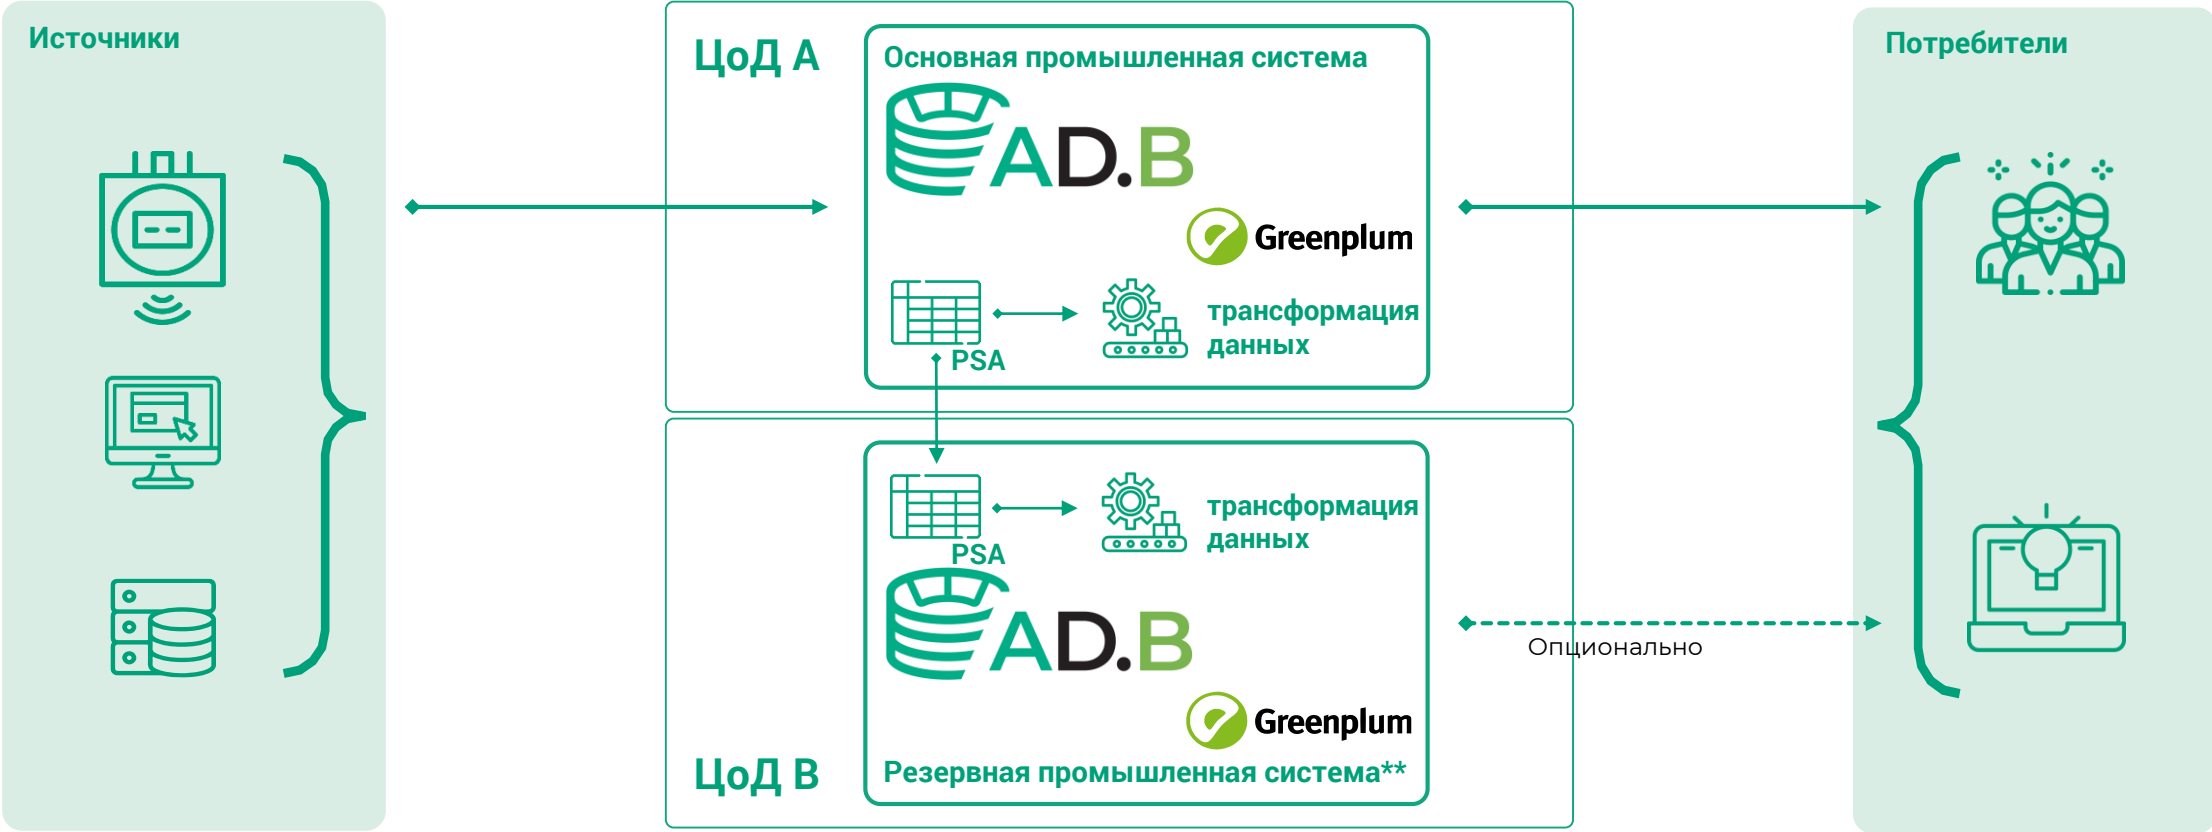 Источники
ЦоД A
Основная промышленная система
AD.B
Greenplum
PSA
трансформация
данных
PSA
трансформация
данных
AD.B
Greenplum
ЦоД B
Резервная промышленная система**
Опционально
Потребители